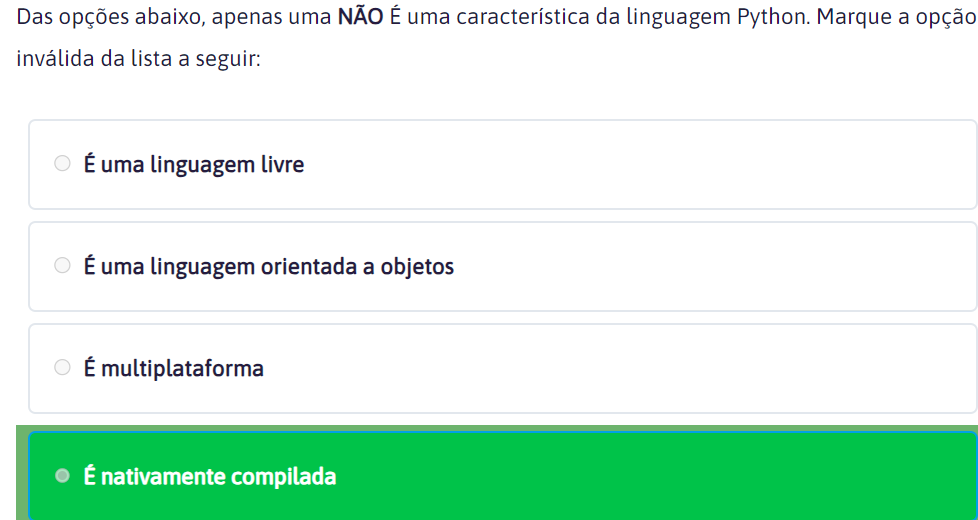 Das opções abaixo, apenas uma NÃO É uma característica da linguagem Python. Marque a opção
inválida da lista a seguir:
É uma linguagem livre
É uma linguagem orientada a objetos
É multiplataforma
É nativamente compilada